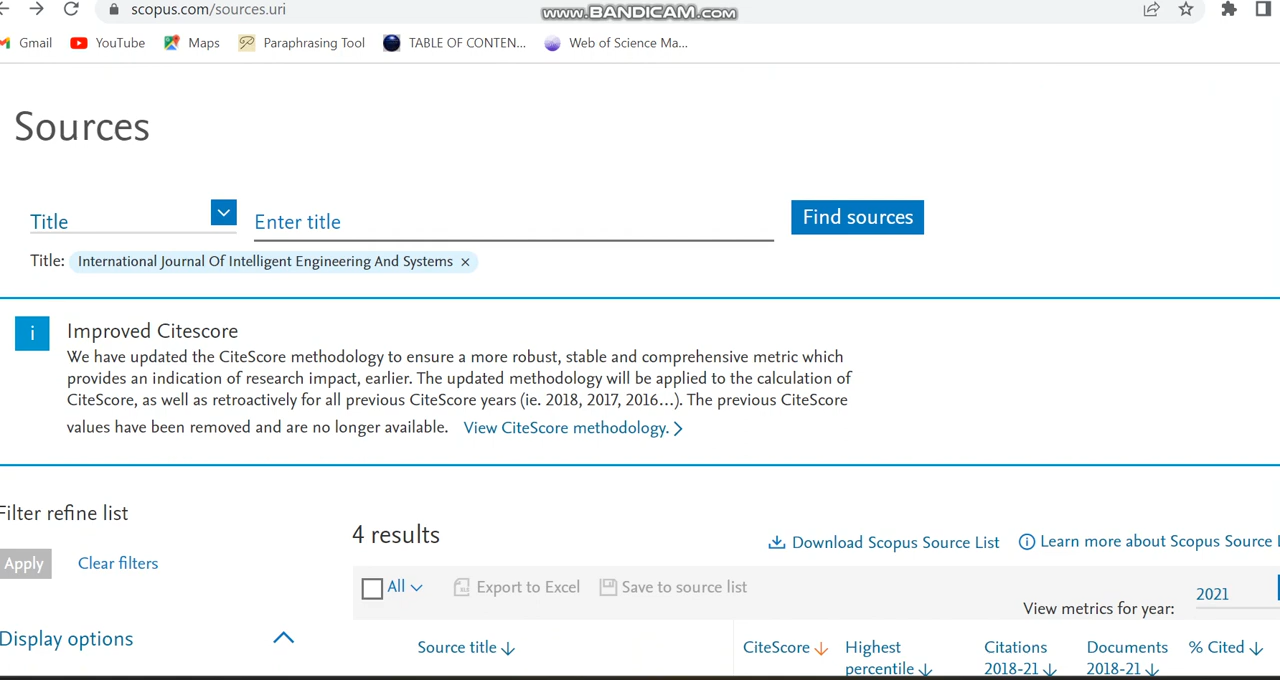 scopus.com/sources.uri
www.BANDICAM.com
Gmail
YouTube
Maps
Paraphrasing Tool
TABLE OF CONTEN...
Web of Science Ma...
Sources
Title
Enter title
Find sources
Title: International Journal Of Intelligent Engineering And Systems ×
i
Improved Citescore
We have updated the CiteScore methodology to ensure a more robust, stable and comprehensive metric which
provides an indication of research impact, earlier. The updated methodology will be applied to the calculation of
CiteScore, as well as retroactively for all previous CiteScore years (ie. 2018, 2017, 2016...). The previous CiteScore
values have been removed and are no longer available. View CiteScore methodology. >
Filter refine list
Apply
Clear filters
Display options
4 results
Download Scopus Source List
Learn more about Scopus Source
All
Export to Excel
Save to source list
View metrics for year:
2021
Source title
CiteScore
Highest
percentile
Citations
2018-21
Documents
2018-21
% Cited